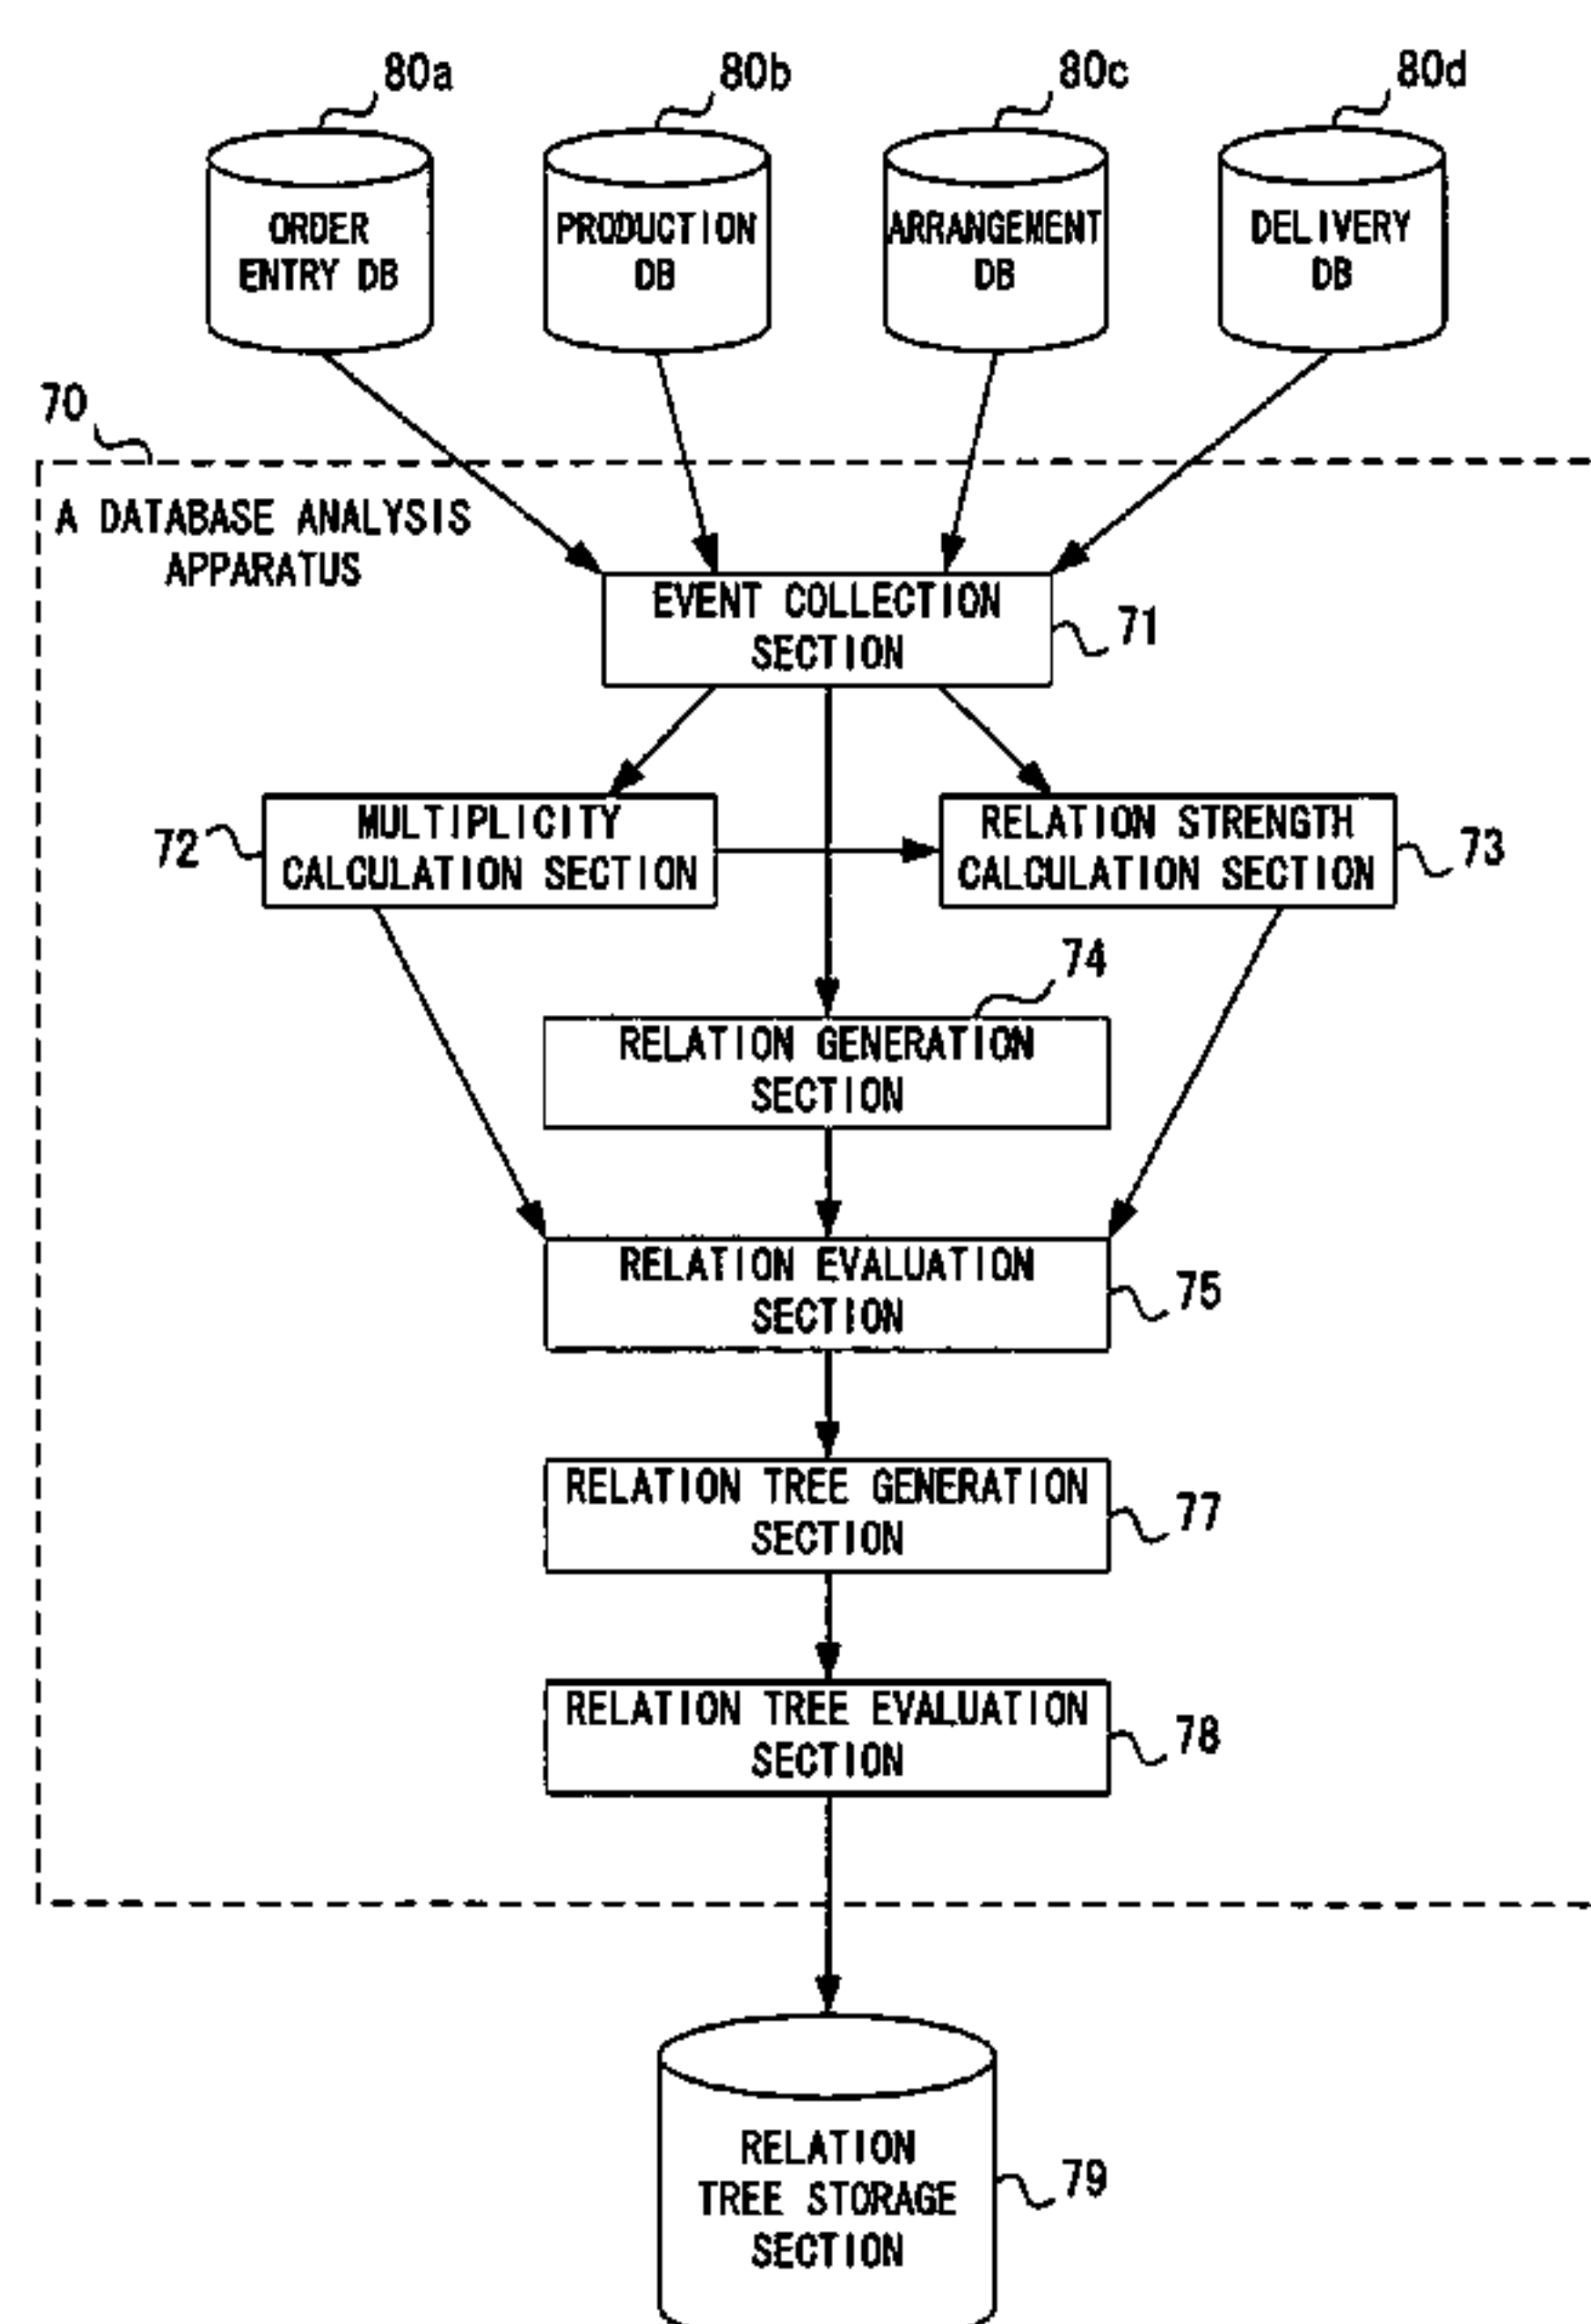 80a
80b
80c
80d
ORDER
ENTRY DB
PRODUCTION
DB
ARRANGEMENT
DB
DELIVERY
DB
70
A DATABASE ANALYSIS
APPARATUS
EVENT COLLECTION
SECTION
71
72
MULTIPLICITY
CALCULATION SECTION
RELATION STRENGTH
CALCULATION SECTION
73
74
RELATION GENERATION
SECTION
RELATION EVALUATION
SECTION
75
RELATION TREE GENERATION
SECTION
77
RELATION TREE EVALUATION
SECTION
78
RELATION
TREE STORAGE
SECTION
79